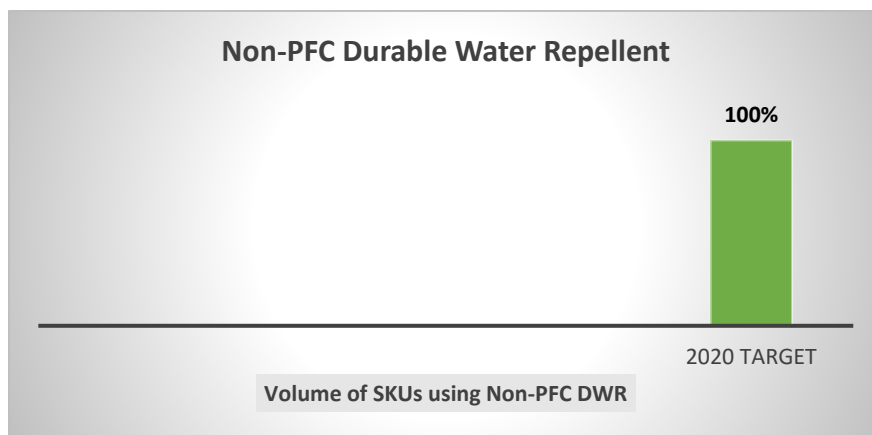 Non-PFC Durable Water Repellent
100%
2020 TARGET
Volume of SKUs using Non-PFC DWR